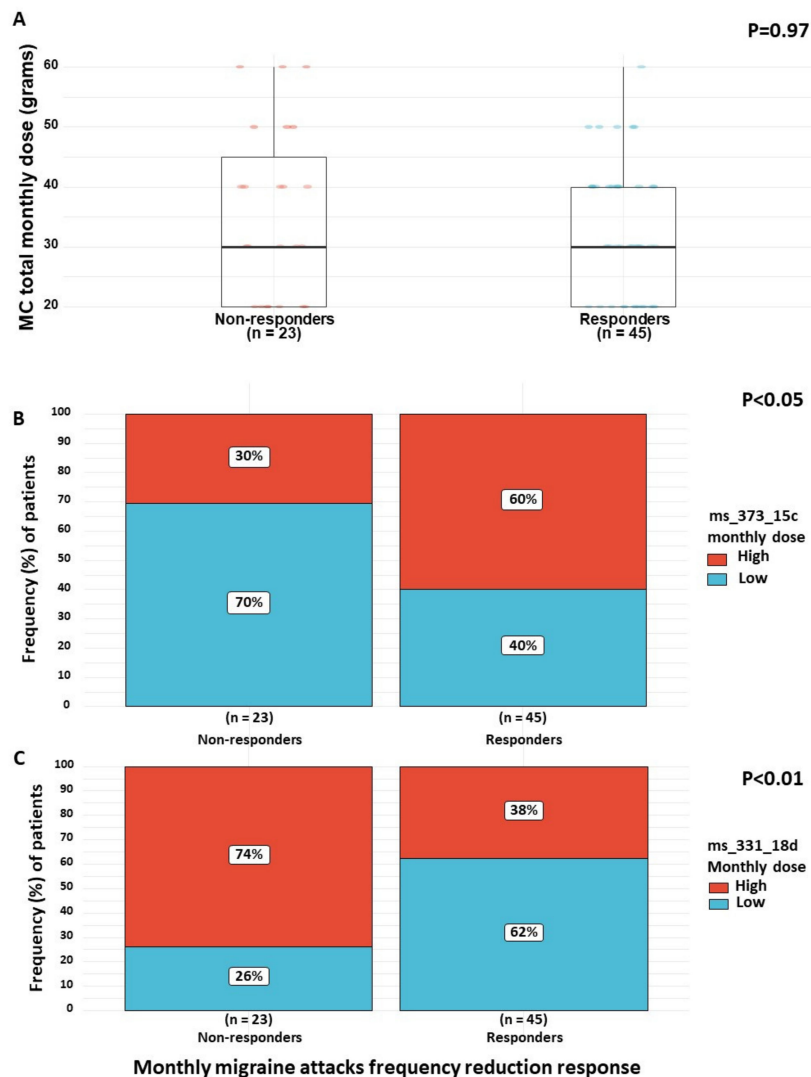 A
P=0.97
MC total monthly dose (grams)
60
50
40
30
20
Non-responders
(n = 23)
Responders
(n = 45)
B
P<0.05
Frequency (%) of patients
100
90
80
70
60
50
40
30
20
10
0
30%
70%
60%
40%
ms_373_15c
monthly dose
High
Low
(n = 23)
Non-responders
(n = 45)
Responders
C
P<0.01
Frequency (%) of patients
100
90
80
70
60
50
40
30
20
10
0
74%
26%
38%
62%
ms_331_18d
Monthly dose
High
Low
(n = 23)
Non-responders
(n = 45)
Responders
Monthly migraine attacks frequency reduction response